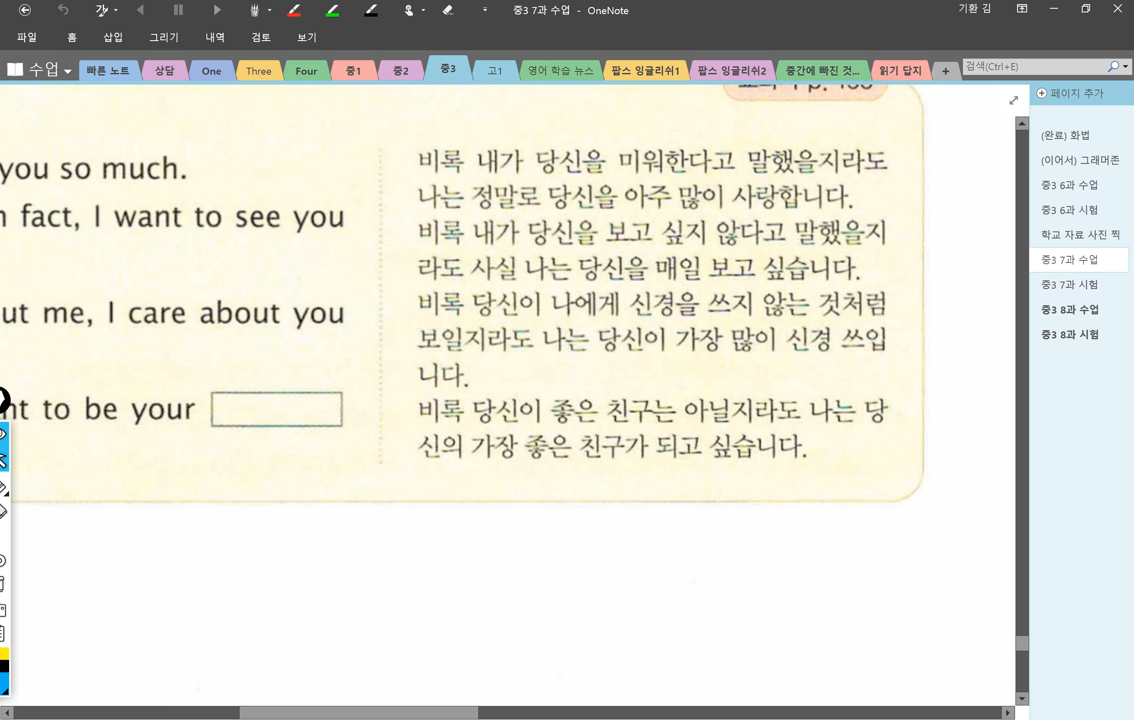 중3 7과 수업 - OneNote
기환 김
파일 홈 삽입 그리기 내역 검토 보기
수업 빠른 노트 상담 One Three Four 중1 중2 중3 고1 영어 학습 뉴스 팝스 잉글리쉬1 팝스 잉글리쉬2 중간에 빠진 것... 읽기 답지 + 검색(Ctrl+E)
페이지 추가
(완료) 화법
(이어서) 그래머존
중3 6과 수업
중3 6과 시험
학교 자료 사진 찍
중3 7과 수업
중3 7과 시험
중3 8과 수업
중3 8과 시험
you so much.
fact, I want to see you
ut me, I care about you
nt to be your
비록 내가 당신을 미워한다고 말했을지라도
나는 정말로 당신을 아주 많이 사랑합니다.
비록 내가 당신을 보고 싶지 않다고 말했을지
라도 사실 나는 당신을 매일 보고 싶습니다.
비록 당신이 나에게 신경을 쓰지 않는 것처럼
보일지라도 나는 당신이 가장 많이 신경 쓰입
니다.
비록 당신이 좋은 친구는 아닐지라도 나는 당
신의 가장 좋은 친구가 되고 싶습니다.